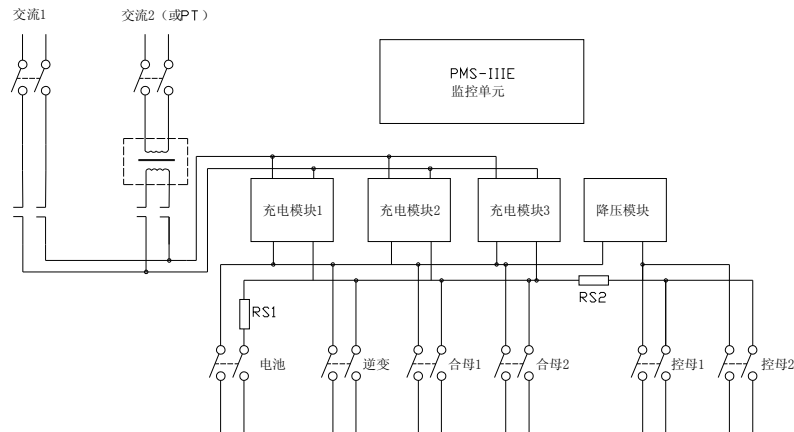 交流1
交流2（或PT）
PMS-IIIE
监控单元
充电模块1
充电模块2
充电模块3
降压模块
RS2
RS1
电池
逆变
合母1
合母2
控母1
控母2